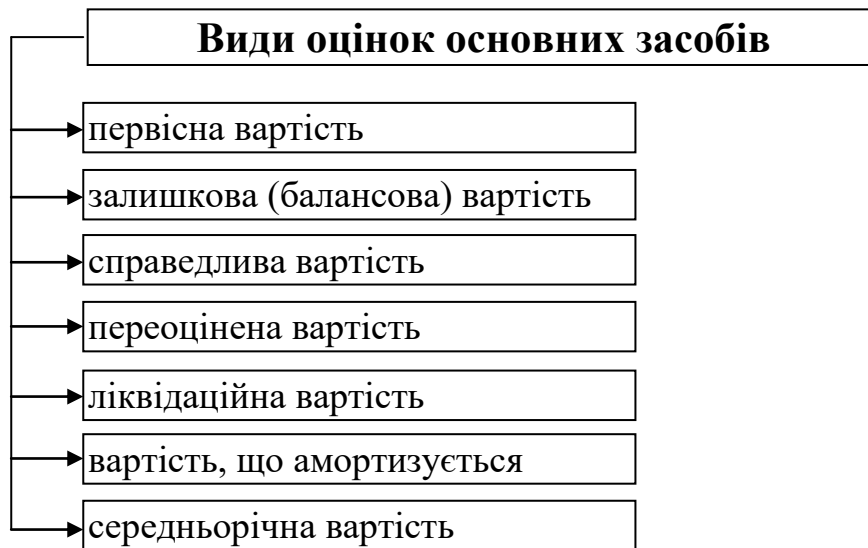 Види оцінок основних засобів
первісна вартість
залишкова (балансова) вартість
справедлива вартість
переоцінена вартість
ліквідаційна вартість
вартість, що амортизується
середньорічна вартість